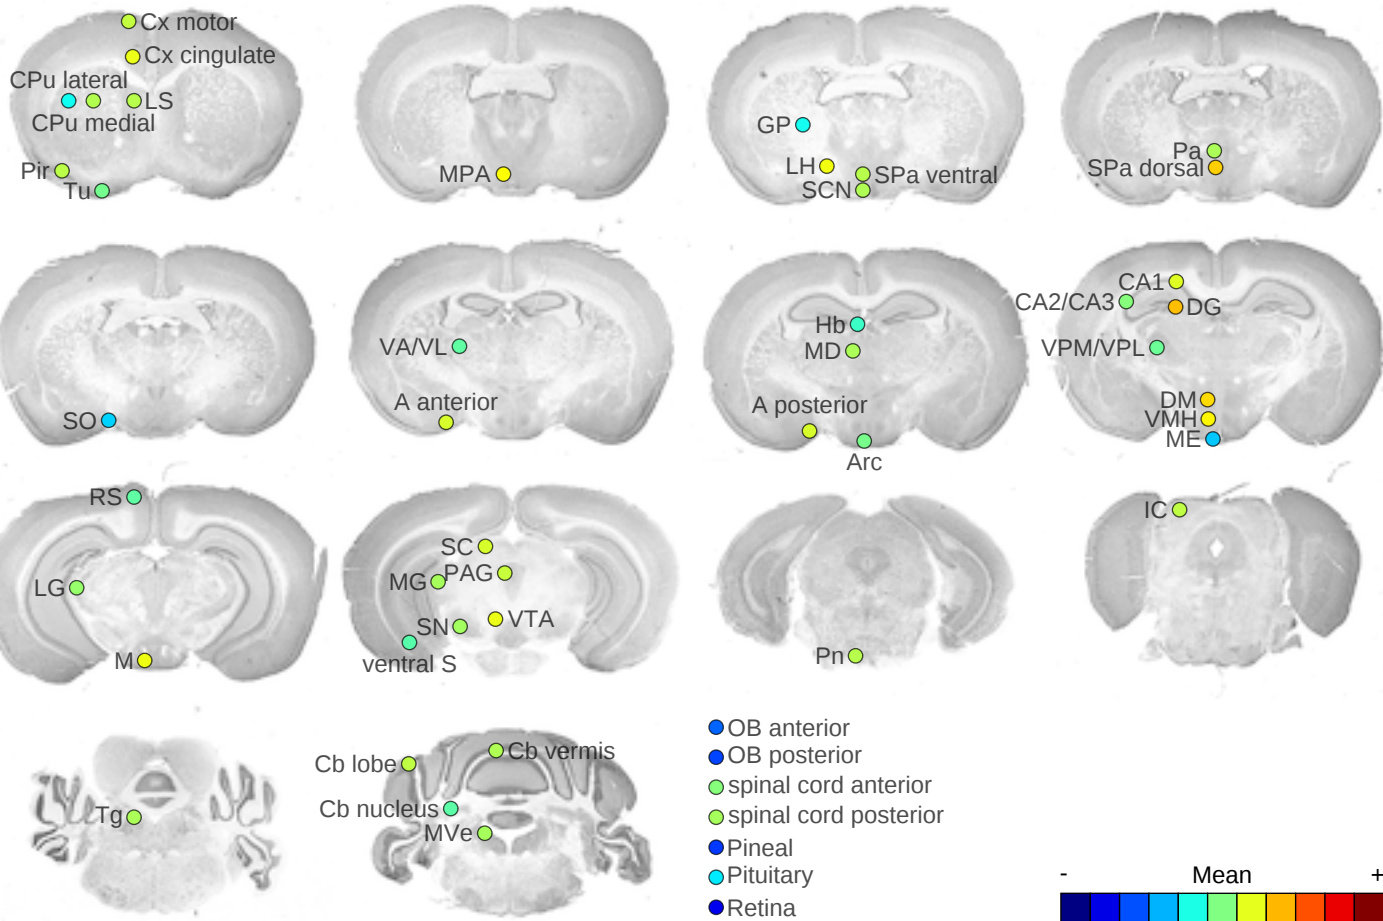 Cx motor
Cx cingulate
CPu lateral
LS
CPu medial
Pir
Tu
MPA
GP
LH
SPa ventral
SCN
Pa
SPa dorsal
SO
VA/VL
A anterior
Hb
MD
A posterior
Arc
CA1
CA2/CA3
DG
VPM/VPL
DM
VMH
ME
RS
LG
M
SC
PAG
MG
VTA
SN
ventral S
Pn
IC
Tg
Cb vermis
Cb lobe
Cb nucleus
MVe
OB anterior
OB posterior
spinal cord anterior
spinal cord posterior
Pineal
Pituitary
Retina
- Mean +